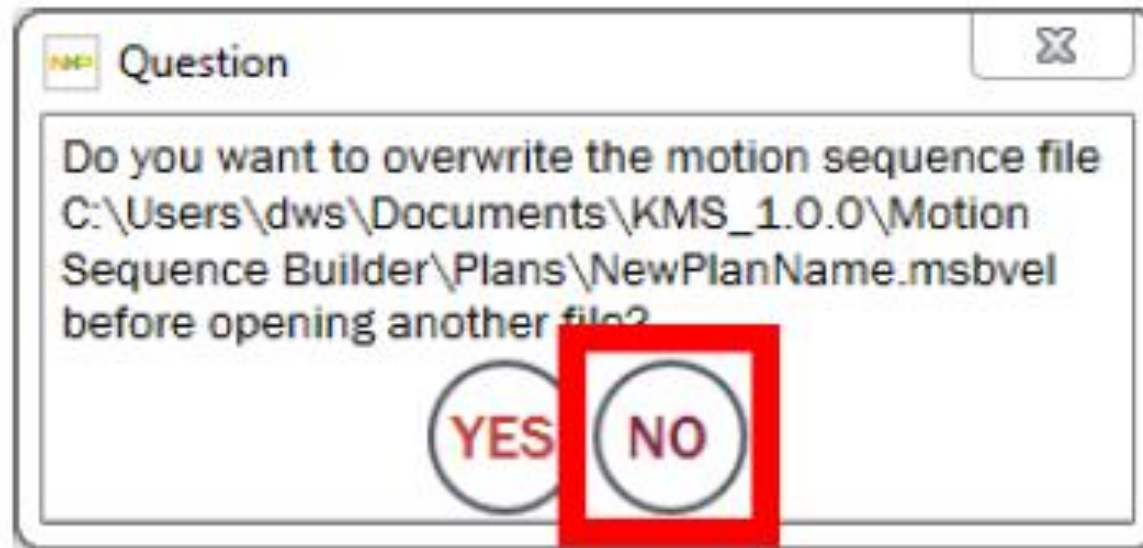 NXP Question
Do you want to overwrite the motion sequence file
C:\Users\dws\Documents\KMS_1.0.0\Motion
Sequence Builder\Plans\NewPlanName.msbvel
before opening another file?
YES NO